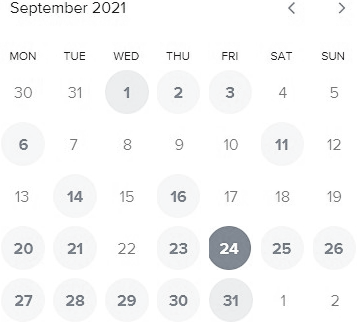 September 2021
MON TUE WED THU FRI SAT SUN
30 31 1 2 3 4 5
6 7 8 9 10 11 12
13 14 15 16 17 18 19
20 21 22 23 24 25 26
27 28 29 30 31 1 2